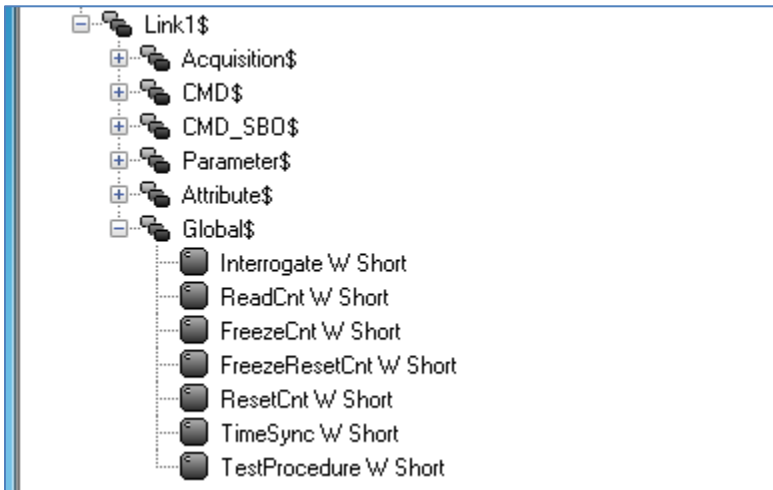 Link1$
Acquisition$
CMD$
CMD_SBO$
Parameter$
Attribute$
Global$
Interrogate W Short
ReadCnt W Short
FreezeCnt W Short
FreezeResetCnt W Short
ResetCnt W Short
TimeSync W Short
TestProcedure W Short